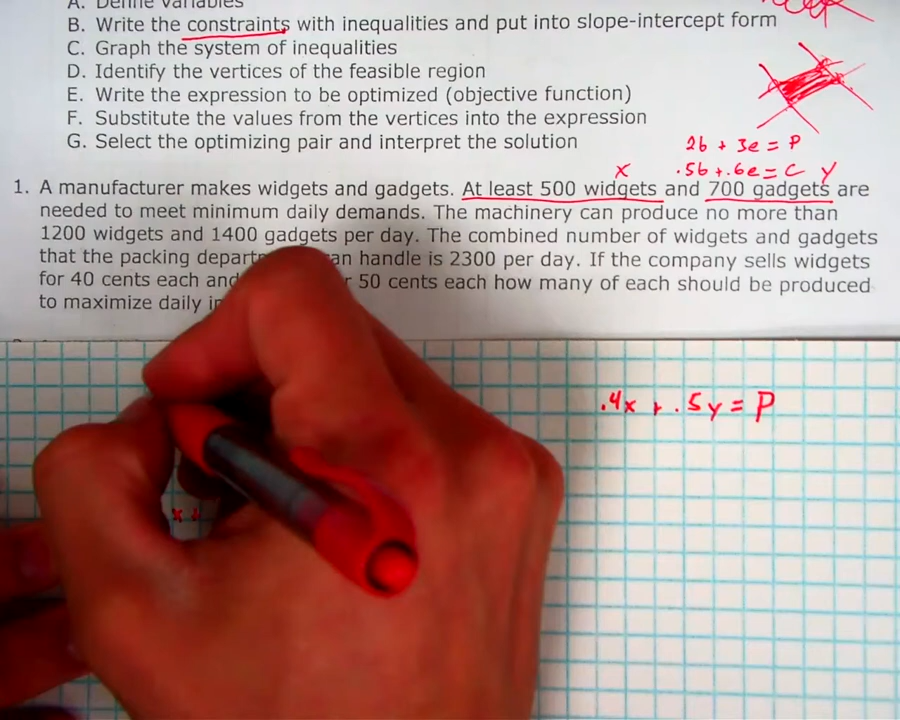 A. Define variables
B. Write the constraints with inequalities and put into slope-intercept form
C. Graph the system of inequalities
D. Identify the vertices of the feasible region
E. Write the expression to be optimized (objective function)
F. Substitute the values from the vertices into the expression
G. Select the optimizing pair and interpret the solution
2b + 3e = P
.5b + .6e = C
x y
1. A manufacturer makes widgets and gadgets. At least 500 widgets and 700 gadgets are
needed to meet minimum daily demands. The machinery can produce no more than
1200 widgets and 1400 gadgets per day. The combined number of widgets and gadgets
that the packing an handle is 2300 per day. If the company sells widgets
for 40 cents each and 50 cents each how many of each should be produced
to maximize daily
.4x + .5y = P
x +